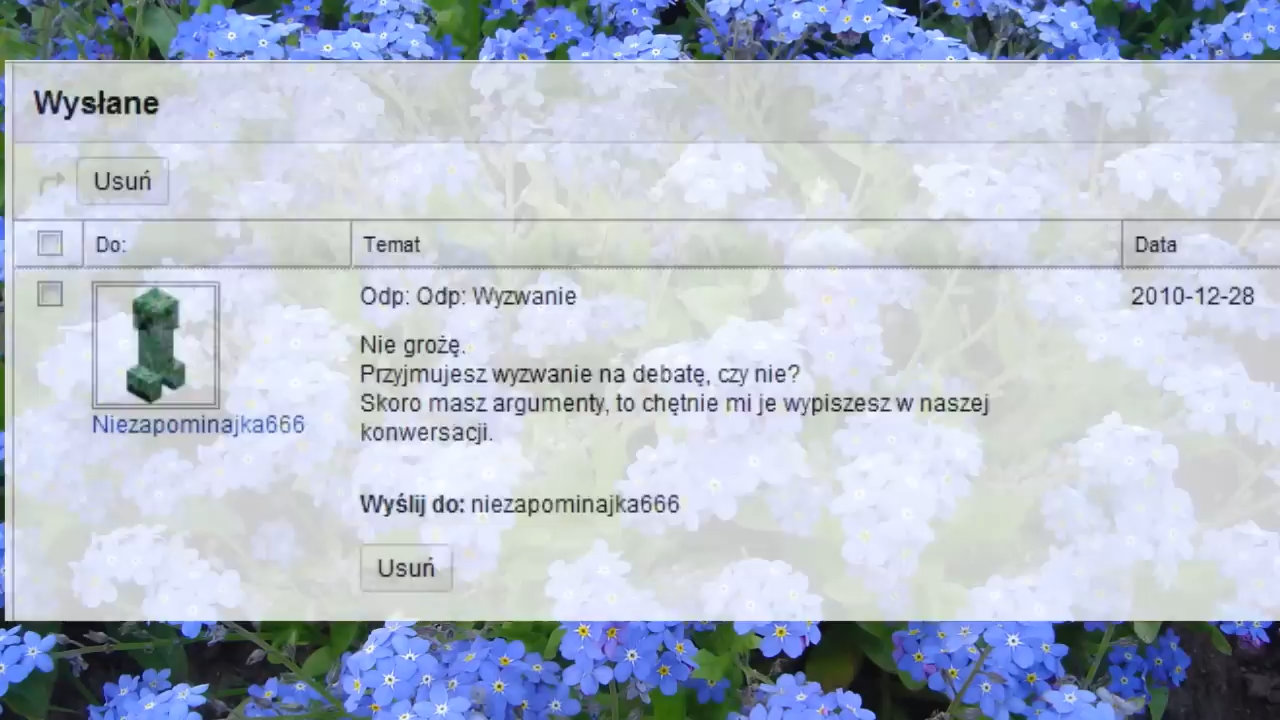 Wysłane
Usuń
Do:
Temat
Data
Niezapominajka666
Odp: Odp: Wyzwanie
2010-12-28
Nie grożę.
Przyjmujesz wyzwanie na debatę, czy nie?
Skoro masz argumenty, to chętnie mi je wypiszesz w naszej
konwersacji.
Wyślij do: niezapominajka666
Usuń